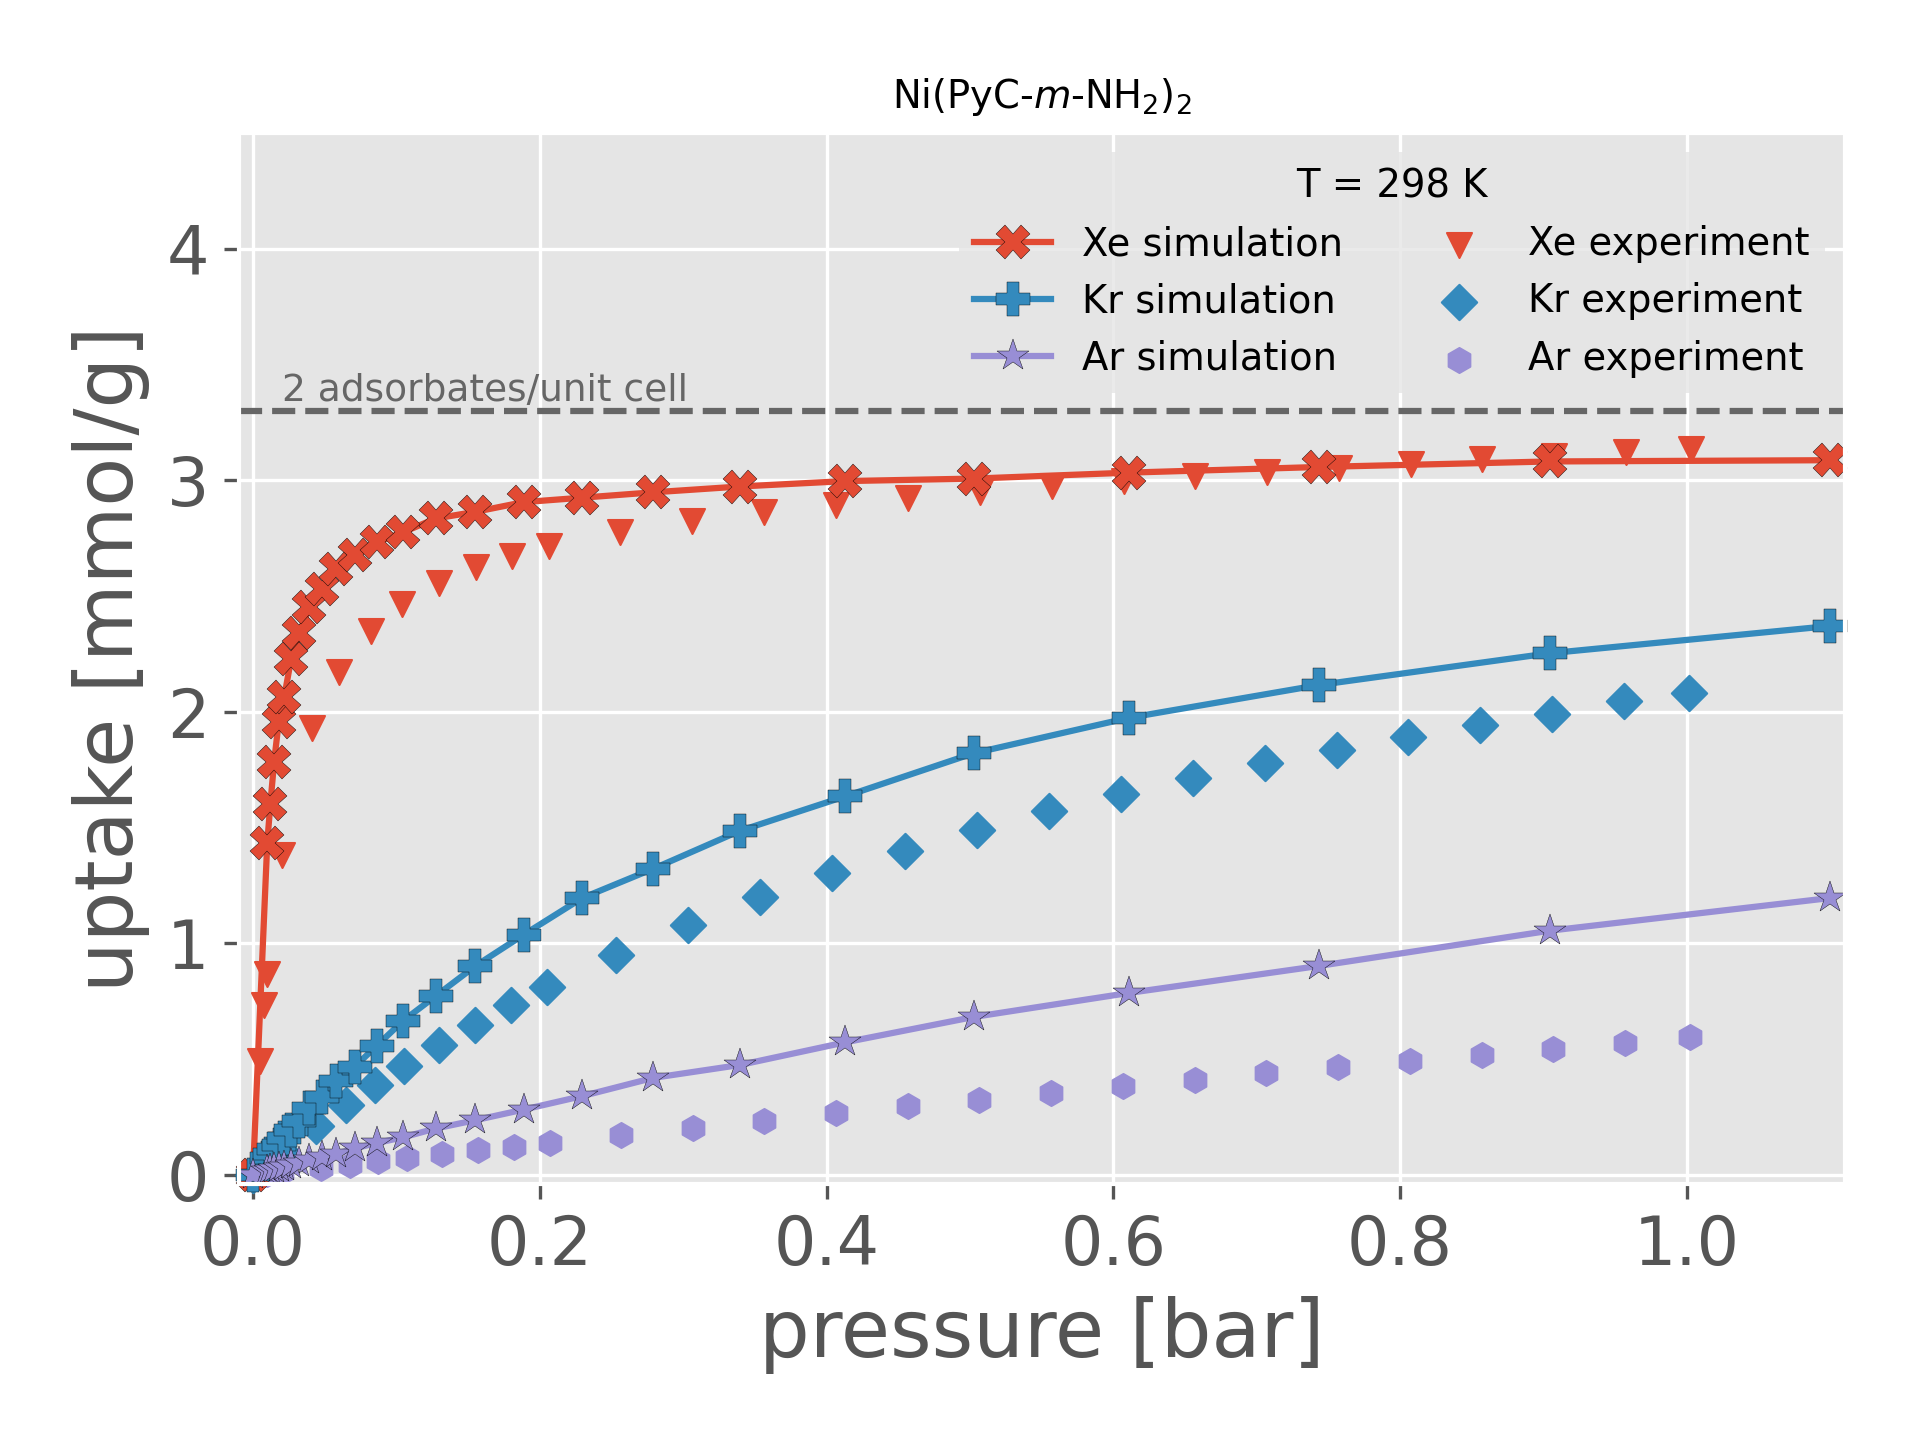 Ni(PyC-m-NH₂)₂
T = 298 K
Xe simulation
Kr simulation
Ar simulation
Xe experiment
Kr experiment
Ar experiment
2 adsorbates/unit cell
uptake [mmol/g]
4
3
2
1
0
0.0 0.2 0.4 0.6 0.8 1.0
pressure [bar]